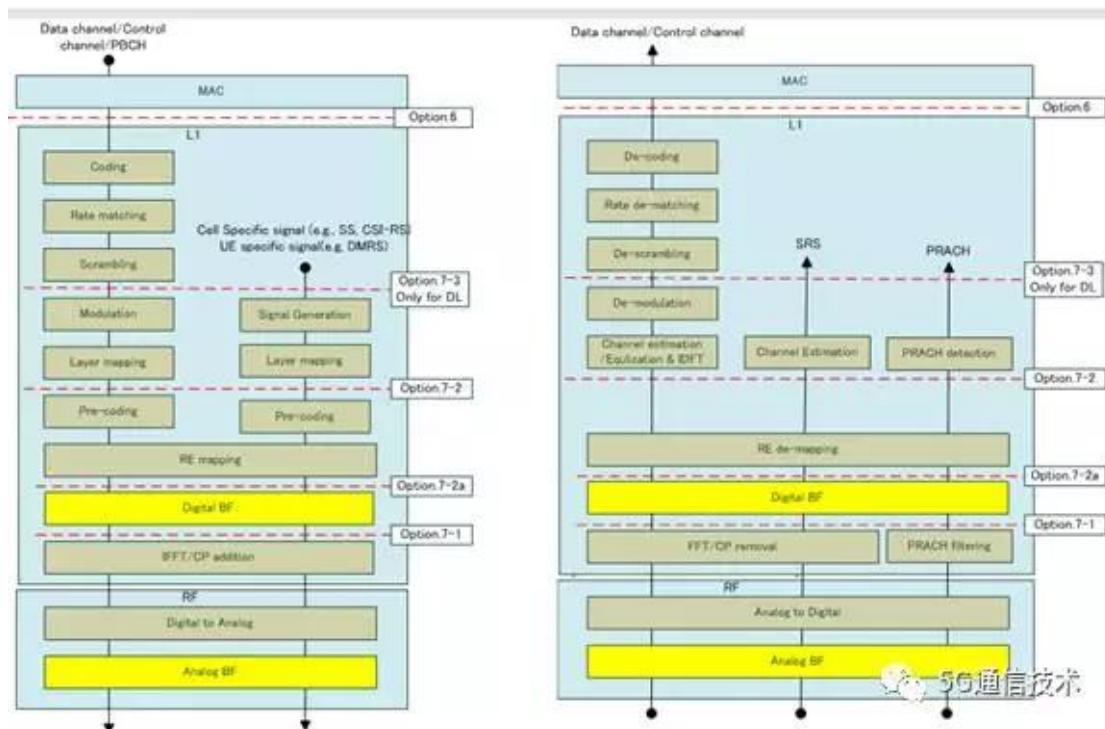 Data channel/Control
channel/PBCH
MAC
Option.6
L1
Coding
Rate matching
Scrambling
Cell Specific signal (e.g., SS, CSI-RS)
UE specific signal(e.g. DMRS)
Option.7-3
Only for DL
Modulation
Signal Generation
Layer mapping
Layer mapping
Option.7-2
Pre-coding
Pre-coding
RE mapping
Option.7-2a
Digital BF
Option.7-1
IFFT/CP addition
RF
Digital to Analog
Analog BF
Data channel/Control channel
MAC
Option.6
L1
De-coding
Rate de-matching
De-scrambling
SRS
PRACH
Option.7-3
Only for DL
De-modulation
Channel estimation
/Equlization & IDFT
Channel Estimation
PRACH detection
Option.7-2
RE de-mapping
Option.7-2a
Digital BF
Option.7-1
FFT/CP removal
PRACH filtering
RF
Analog to Digital
Analog BF
5G通信技术